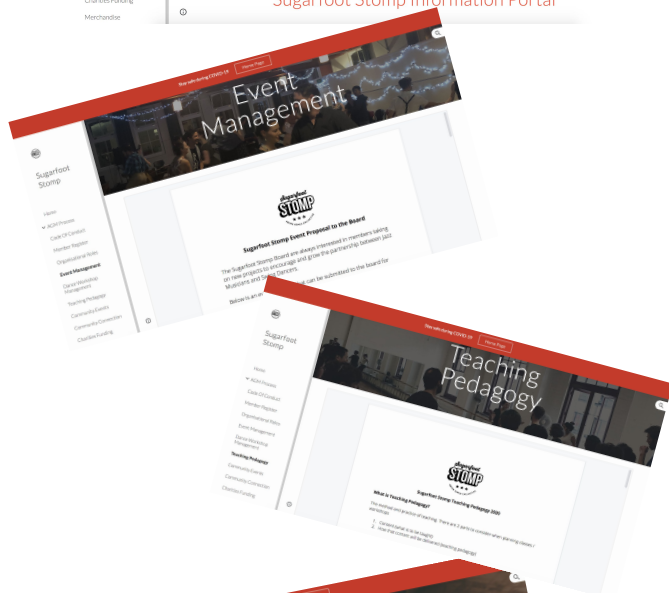 Charities Funding
Merchandise
Sugarfoot Stomp Information Portal
Stay safe during COVID-19
Home Page
Event
Management
Sugarfoot
Stomp
Home
AGM Process
Code Of Conduct
Member Register
Organisational Roles
Event Management
Dance Workshop
Management
Teaching Pedagogy
Community Events
Community Connection
Charities Funding
sugarfoot
STOMP
Sugarfoot Stomp Event Proposal to the Board
The Sugarfoot Stomp Board are always interested in members taking
on new projects to encourage and grow the partnership between Jazz
Musicians and Swing Dancers.
Below is an
can be submitted to the board for
Stay safe during COVID-19
Home Page
Teaching
Pedagogy
Sugarfoot
Stomp
Home
AGM Process
Code Of Conduct
Member Register
Organisational Roles
Event Management
Dance Workshop
Management
Teaching Pedagogy
Community Events
Community Connection
Charities Funding
sugarfoot
STOMP
Sugarfoot Stomp Teaching Pedagogy 2020
What is Teaching Pedagogy?
The method and practice of teaching. There are 2 parts to consider when planning classes /
workshops:
1. Content (what is to be taught)
2. How that content will be delivered (teaching pedagogy)